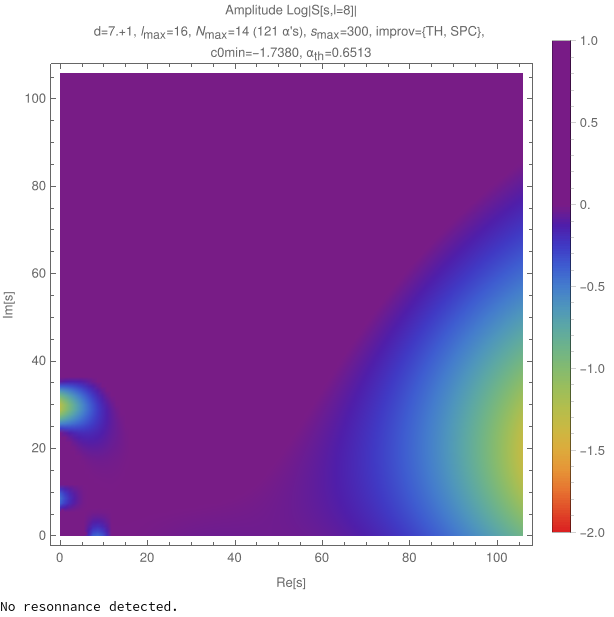 Amplitude Log|S[s,l=8]|
d=7.+1, lmax=16, Nmax=14 (121 α's), smax=300, improv={TH, SPC},
c0min=-1.7380, αth=0.6513
1.0
0.5
0.
-0.5
-1.0
-1.5
-2.0
100
80
60
40
20
0
Im[s]
0 20 40 60 80 100
Re[s]
No resonnance detected.